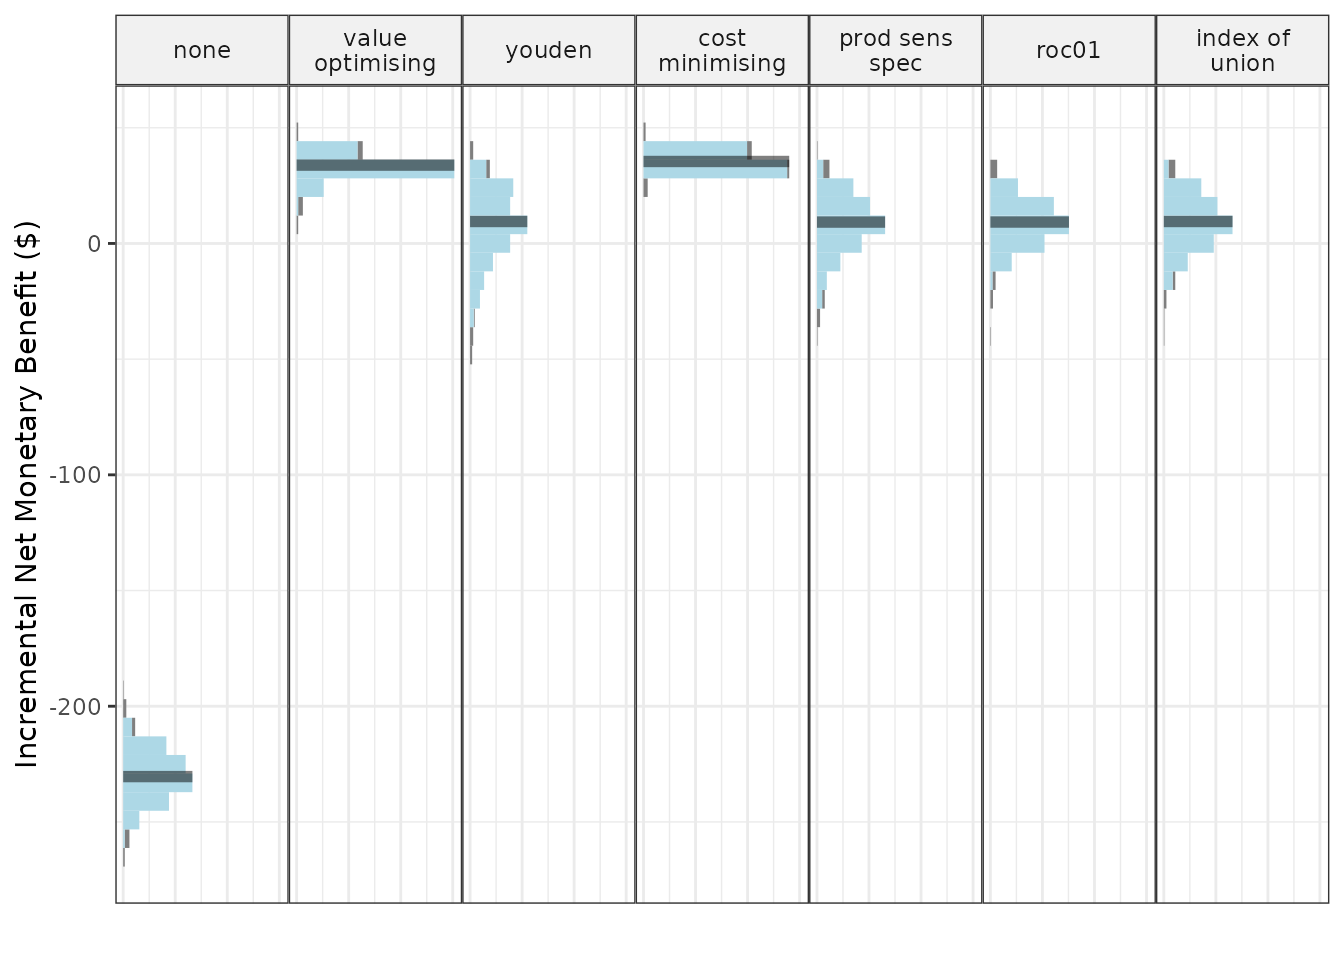 none
value
optimising
youden
cost
minimising
prod sens
spec
roc01
index of
union
Incremental Net Monetary Benefit ($)
0
-100
-200